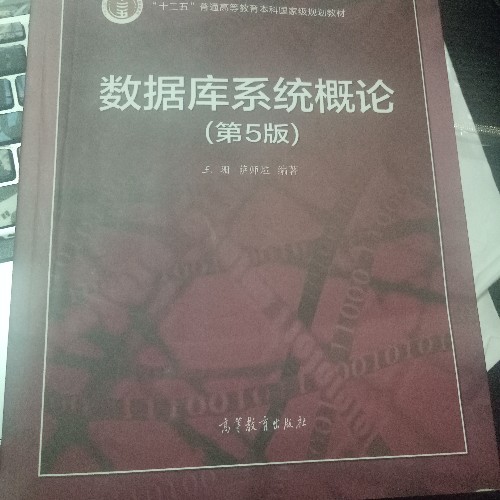 “十二五”普通高等教育本科国家级规划教材
数据库系统概论
（第5版）
王 珊 萨师煊 编著
高等教育出版社